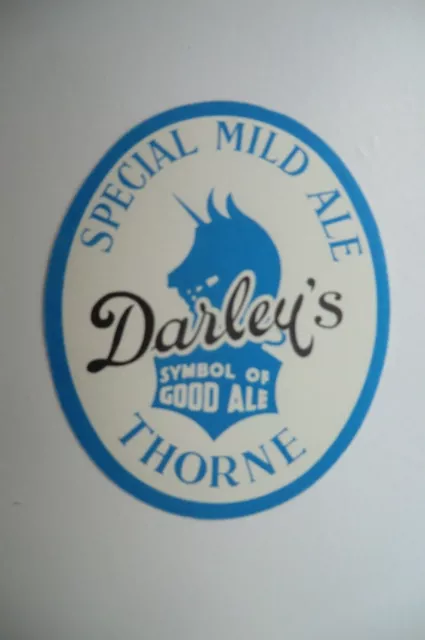 SPECIAL MILD ALE
Darley's
SYMBOL OF
GOOD ALE
THORNE